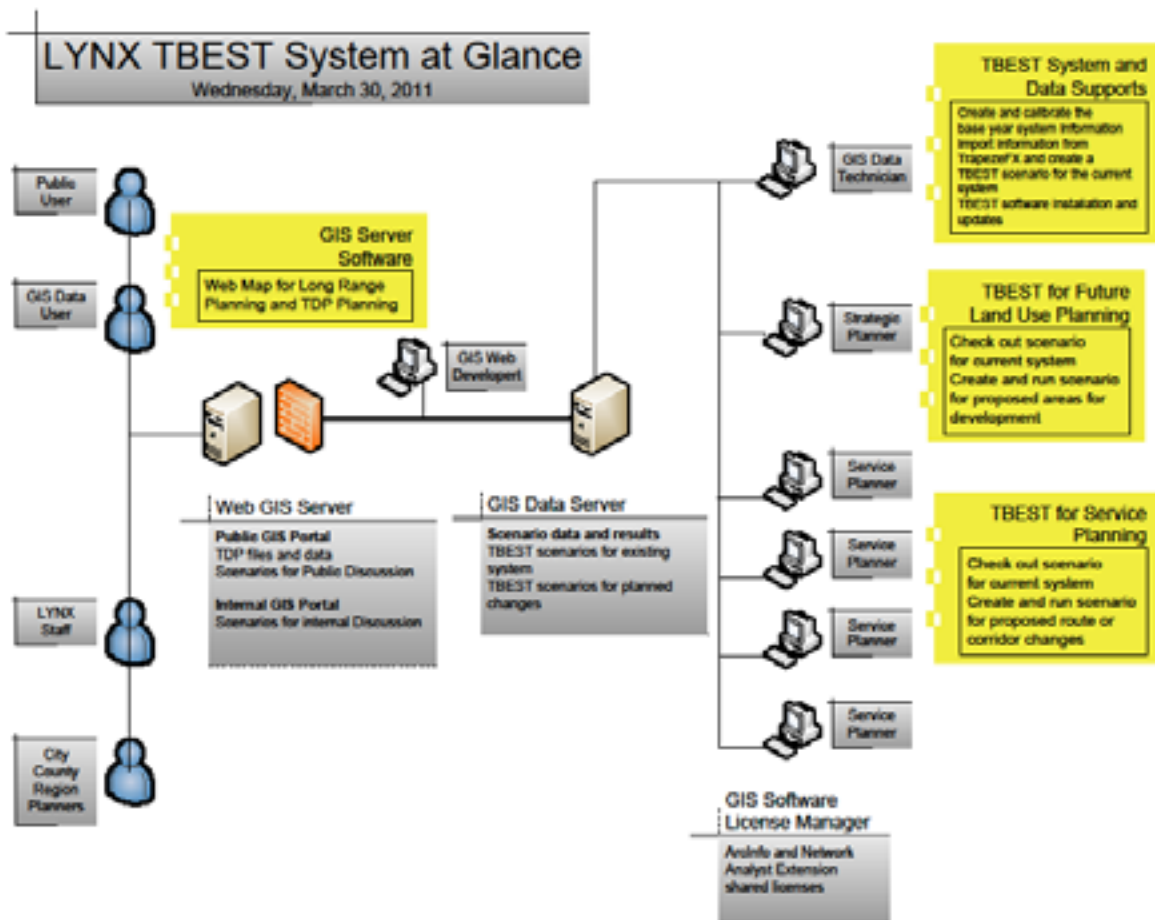 LYNX TBEST System at Glance
Wednesday, March 30, 2011
Public
User
GIS Data
User
GIS Server
Software
Web Map for Long Range
Planning and TDP Planning
GIS Web
Developert
Web GIS Server
Public GIS Portal
TDP files and data
Scenarios for Public Discussion
Internal GIS Portal
Scenarios for internal Discussion
GIS Data Server
Scenario data and results
TBEST scenarios for existing
system
TBEST scenarios for planned
changes
LYNX
Staff
City
County
Region
Planners
GIS Data
Technician
Strategic
Planner
Service
Planner
Service
Planner
Service
Planner
Service
Planner
GIS Software
License Manager
ArcInfo and Network
Analyst Extension
shared licenses
TBEST System and
Data Supports
Create and calibrate the
base year system information
Import information from
TrapezeFX and create a
TBEST scenario for the current
system
TBEST software installation and
updates
TBEST for Future
Land Use Planning
Check out scenario
for current system
Create and run scenario
for proposed areas for
development
TBEST for Service
Planning
Check out scenario
for current system
Create and run scenario
for proposed route or
corridor changes